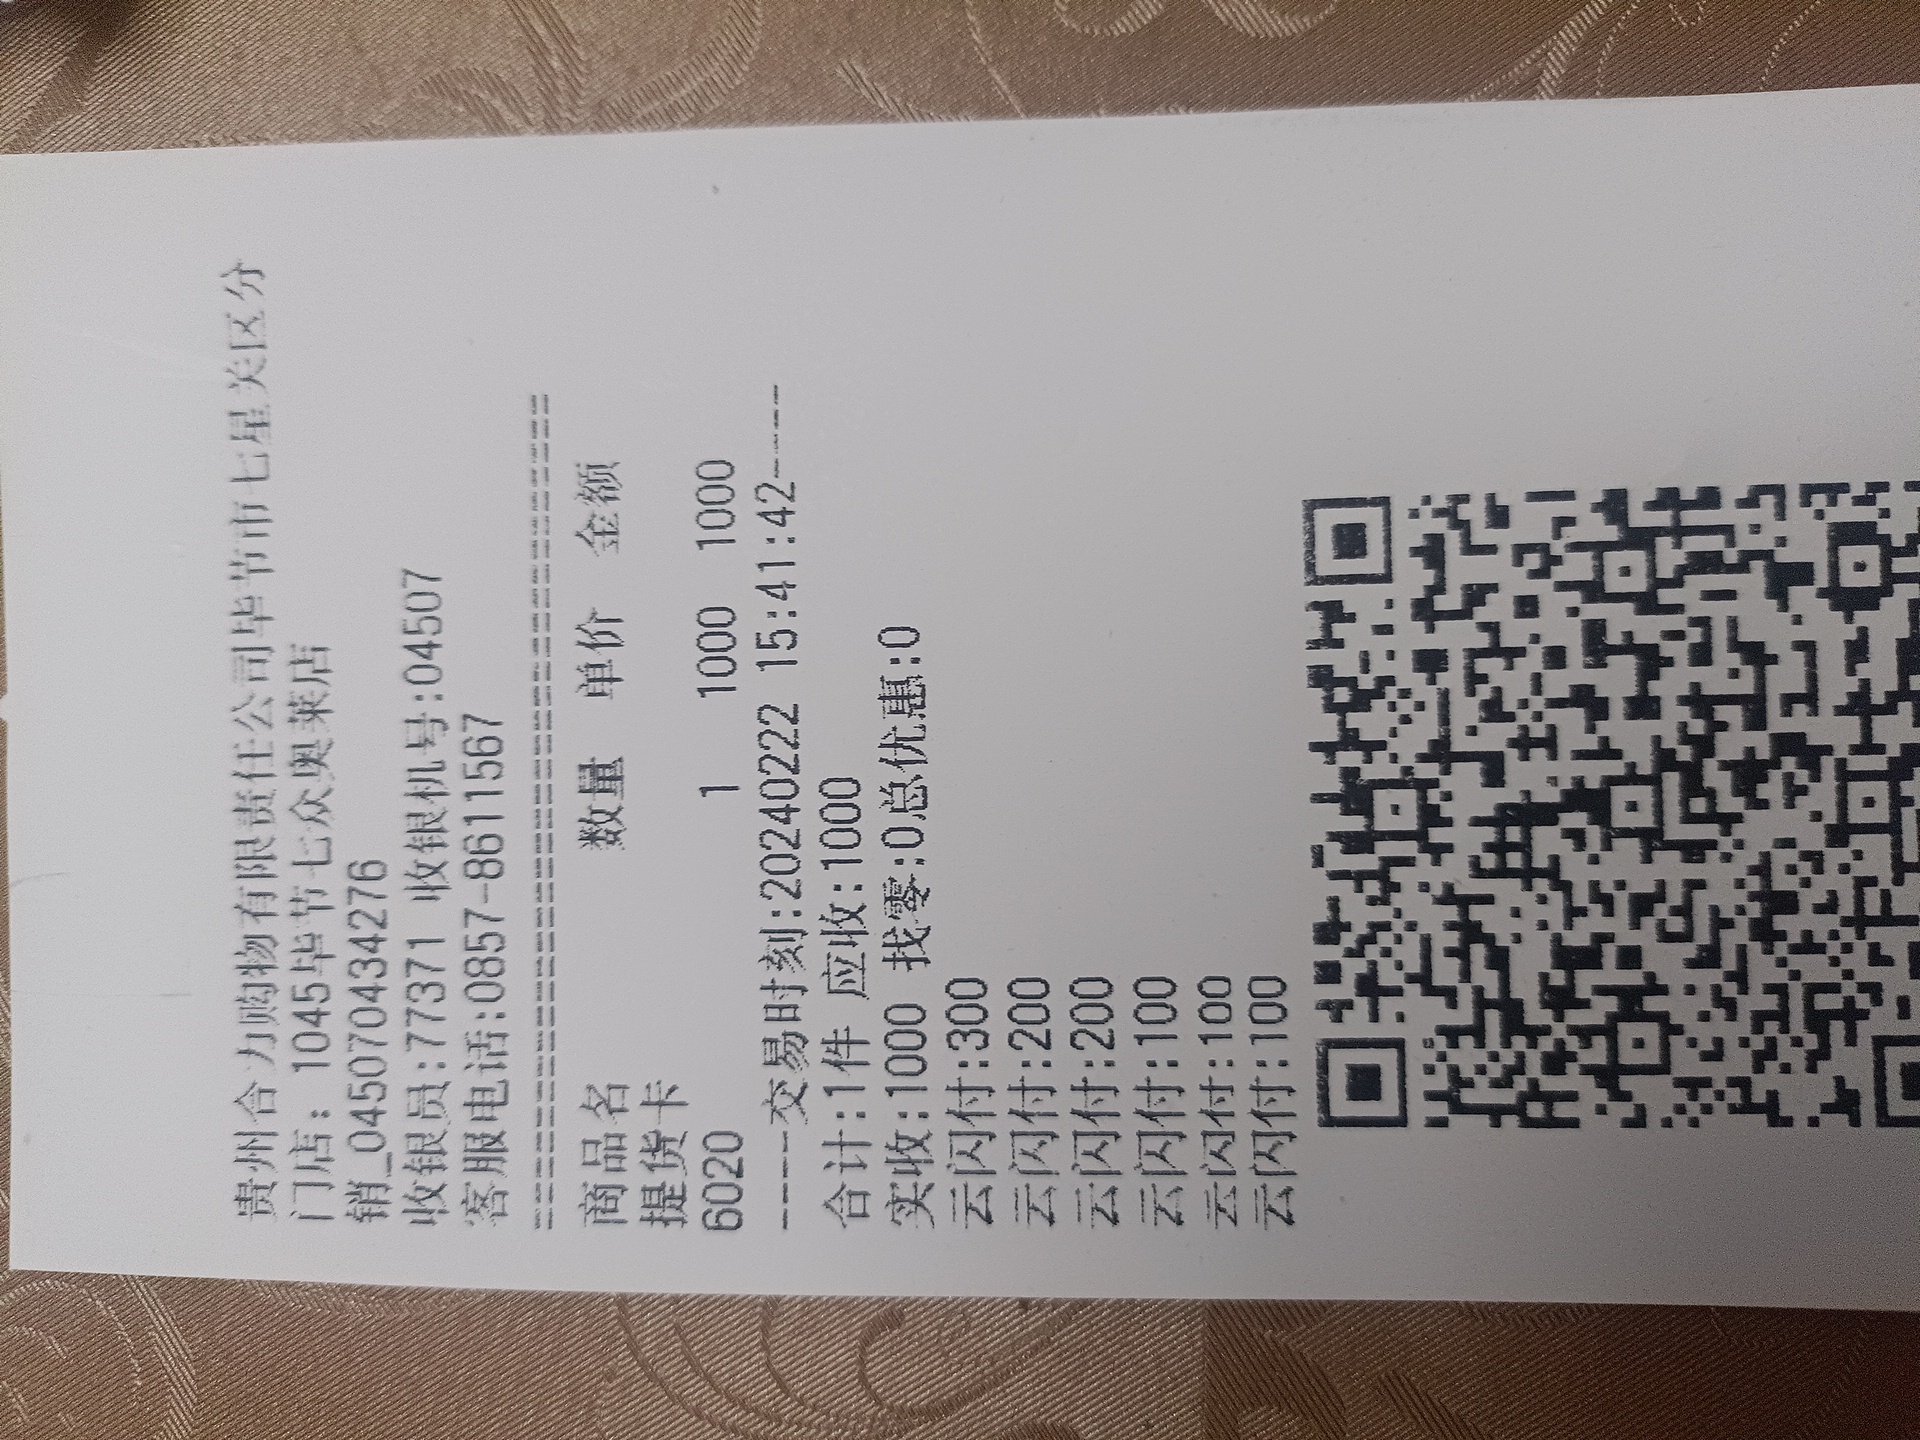 贵州合力购物有限责任公司毕节市七星关区分
门店: 1045毕节七众奥莱店
销_045070434276
收银员:77371 收银机号:04507
客服电话:0857-8611567
================================
商品名 数量 单价 金额
提货卡
6020 1 1000 1000
-----交易时刻:20240222 15:41:42-----
合计:1件 应收:1000
实收:1000 找零:0总优惠:0
云闪付:300
云闪付:200
云闪付:200
云闪付:100
云闪付:100
云闪付:100